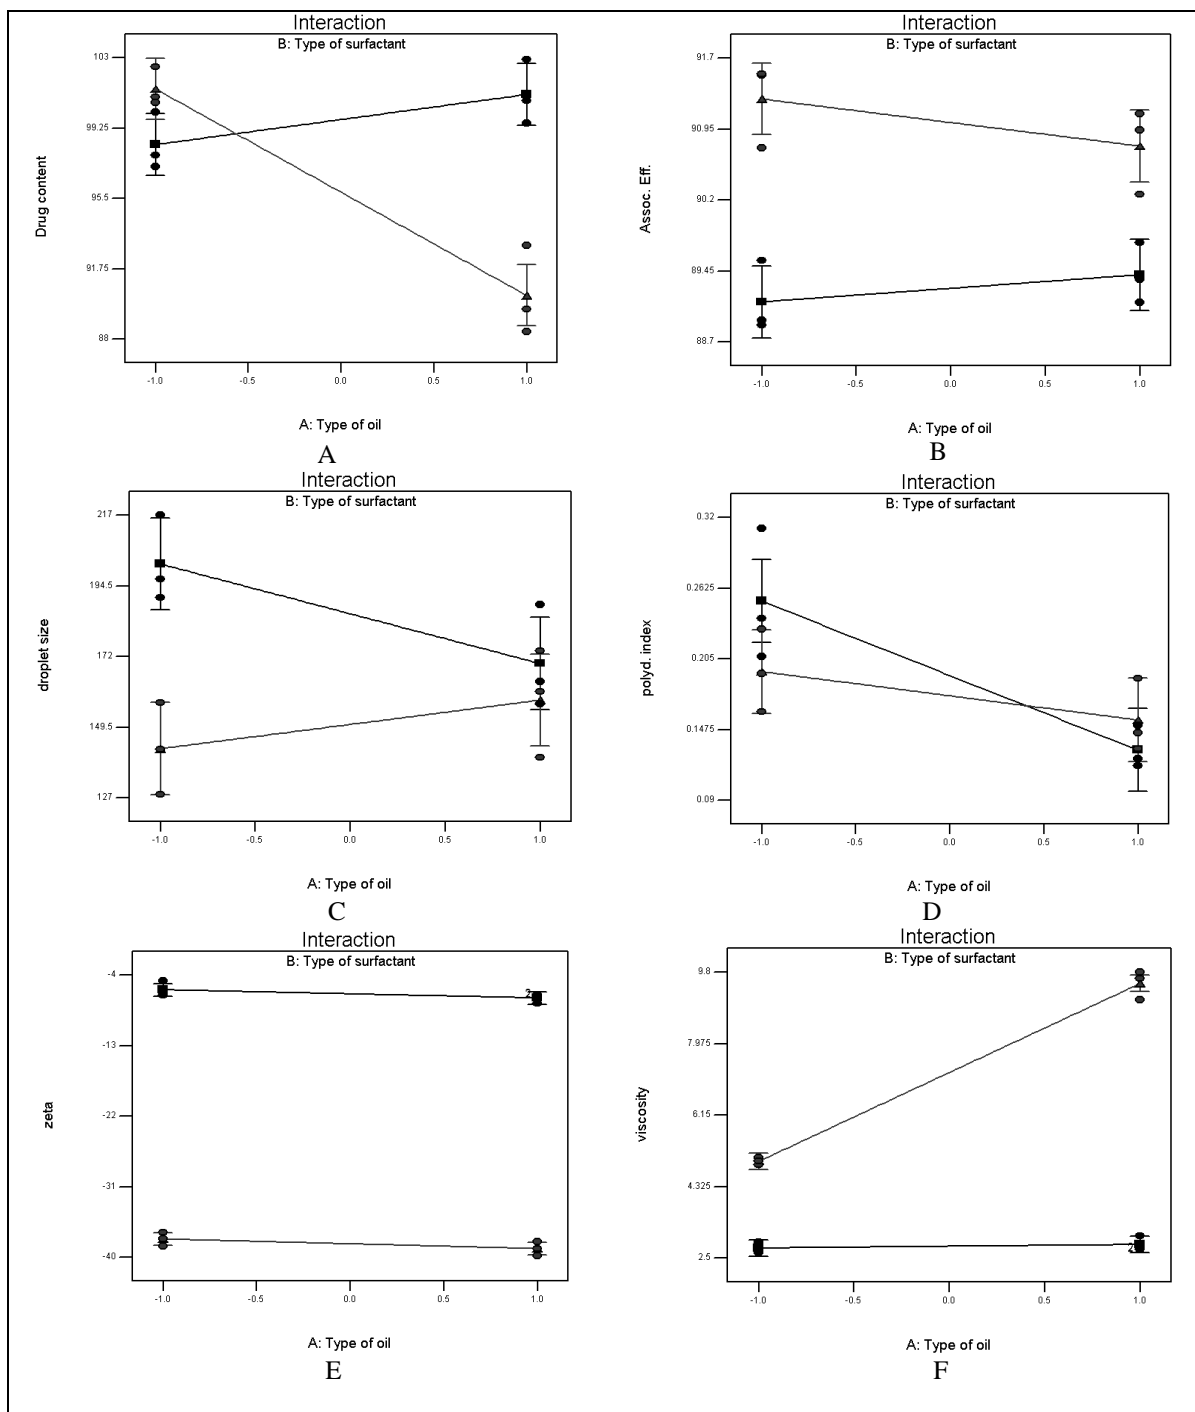 Interaction
B: Type of surfactant
103
99.25
95.5
91.75
88
Drug content
-1.0 -0.5 0.0 0.5 1.0
A: Type of oil
A
Interaction
B: Type of surfactant
91.7
90.95
90.2
89.45
88.7
Assoc. Eff.
-1.0 -0.5 0.0 0.5 1.0
A: Type of oil
B
Interaction
B: Type of surfactant
217
194.5
172
149.5
127
droplet size
-1.0 -0.5 0.0 0.5 1.0
A: Type of oil
C
Interaction
B: Type of surfactant
0.32
0.2625
0.205
0.1475
0.09
polyd. index
-1.0 -0.5 0.0 0.5 1.0
A: Type of oil
D
Interaction
B: Type of surfactant
-4
-13
-22
-31
-40
zeta
2
-1.0 -0.5 0.0 0.5 1.0
A: Type of oil
E
Interaction
B: Type of surfactant
9.8
7.975
6.15
4.325
2.5
viscosity
2
-1.0 -0.5 0.0 0.5 1.0
A: Type of oil
F